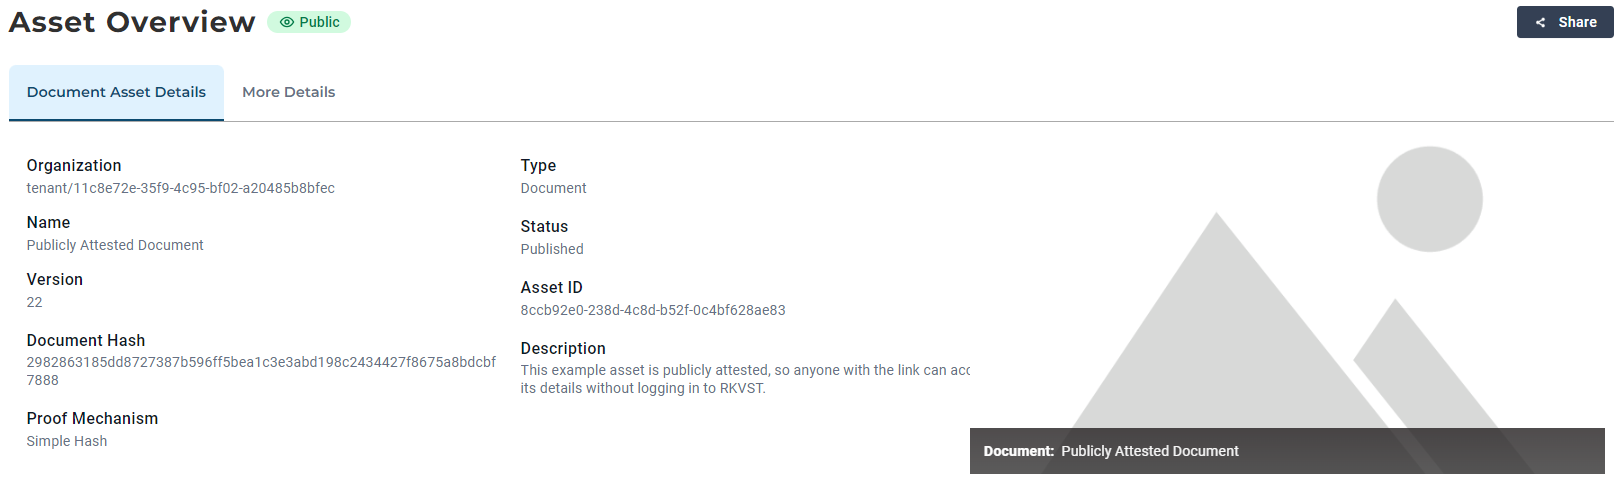 Asset Overview
Public
Share
Document Asset Details
More Details
Organization
tenant/11c8e72e-35f9-4c95-bf02-a20485b8bfec
Name
Publicly Attested Document
Version
22
Document Hash
2982863185dd8727387b596ff5bea1c3e3abd198c2434427f8675a8bdcbf
7888
Proof Mechanism
Simple Hash
Type
Document
Status
Published
Asset ID
8ccb92e0-238d-4c8d-b52f-0c4bf628ae83
Description
This example asset is publicly attested, so anyone with the link can
its details without logging in to RKVST.
Document: Publicly Attested Document